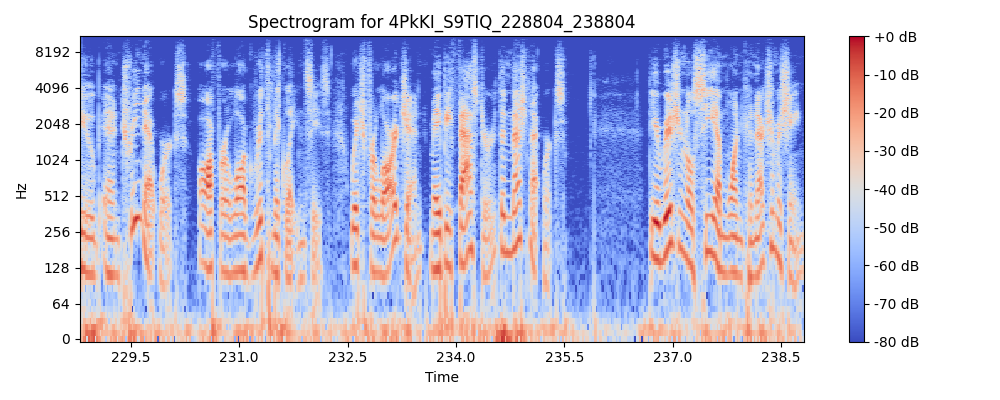 Spectrogram for 4PkKI_S9TIQ_228804_238804
8192
4096
2048
1024
512
256
128
64
0
Hz
229.5
231.0
232.5
234.0
235.5
237.0
238.5
Time
+0 dB
-10 dB
-20 dB
-30 dB
-40 dB
-50 dB
-60 dB
-70 dB
-80 dB